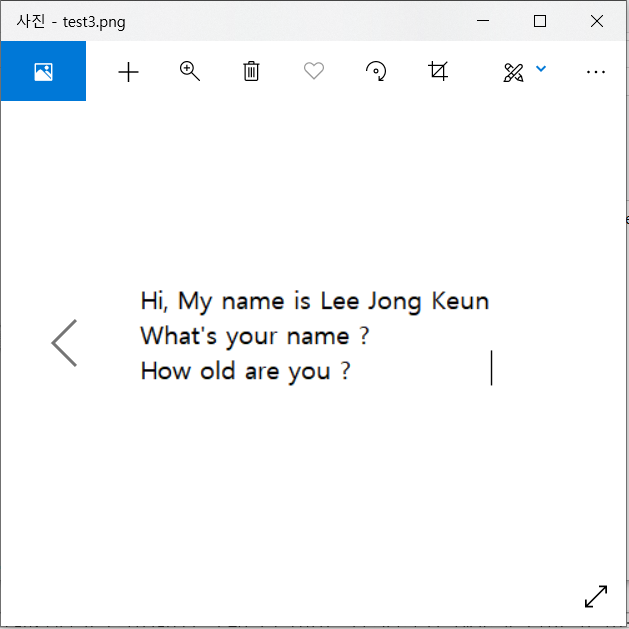 사진 - test3.png
Hi, My name is Lee Jong Keun
What's your name ?
How old are you ?